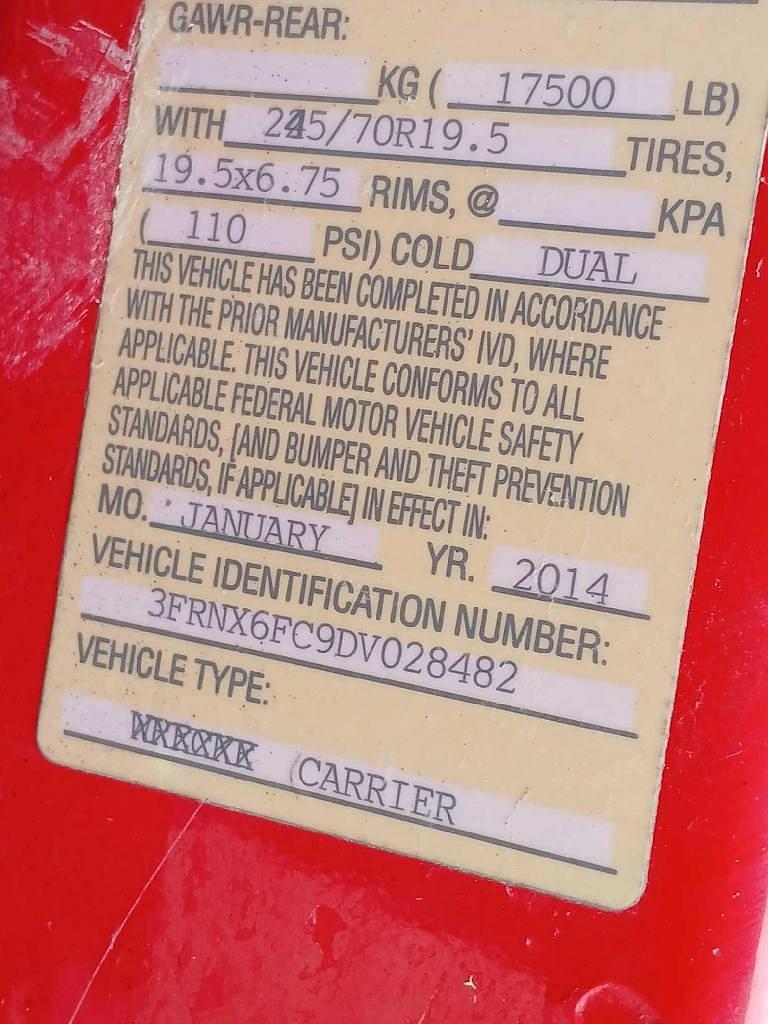 GAWR-REAR:
KG ( 17500 LB)
WITH 245/70R19.5 TIRES,
19.5x6.75 RIMS, @ KPA
( 110 PSI) COLD DUAL
THIS VEHICLE HAS BEEN COMPLETED IN ACCORDANCE
WITH THE PRIOR MANUFACTURERS' IVD, WHERE
APPLICABLE. THIS VEHICLE CONFORMS TO ALL
APPLICABLE FEDERAL MOTOR VEHICLE SAFETY
STANDARDS, [AND BUMPER AND THEFT PREVENTION
STANDARDS, IF APPLICABLE] IN EFFECT IN:
MO. JANUARY YR. 2014
VEHICLE IDENTIFICATION NUMBER:
3FRNX6FC9DV028482
VEHICLE TYPE:
CARRIER